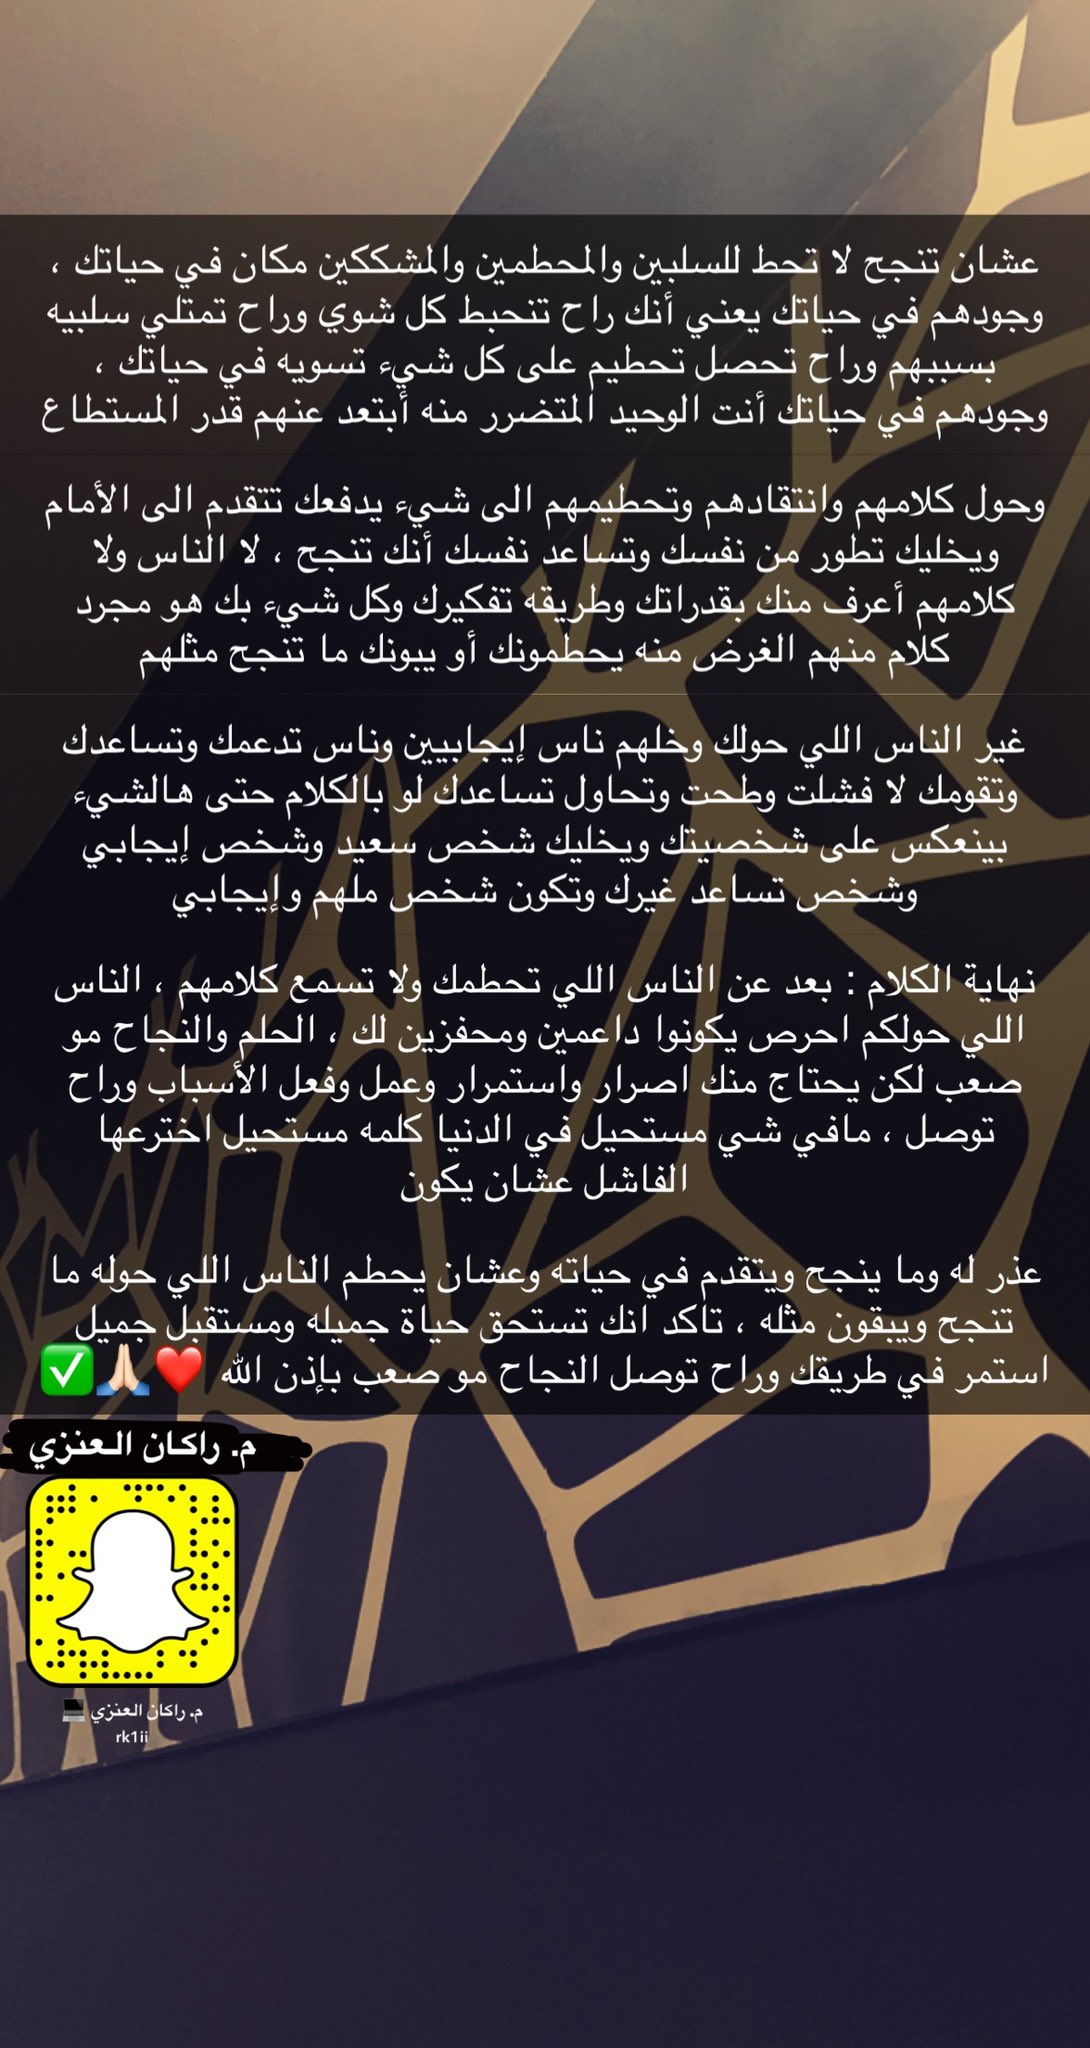 عشان تنجح لا تحط للسلبين والمحطمين والمشككين مكان في حياتك ،
وجودهم في حياتك يعني أنك راح تنحبط كل شوي وراح تمتلي سلبيه
بسببهم وراح تحصل تحطيم على كل شيء تسويه في حياتك ،
وجودهم في حياتك أنت الوحيد المتضرر منه أبتعد عنهم قدر المستطاع
وحول كلامهم وانتقادهم وتحطيمهم الى شيء يدفعك تتقدم الى الأمام
ويخليك تطور من نفسك وتساعد نفسك أنك تنجح ، لا الناس ولا
كلامهم أعرف منك بقدراتك وطريقه تفكيرك وكل شيء بك هو مجرد
كلام منهم الغرض منه يحطمونك أو يبونك ما تنجح مثلهم
غير الناس اللي حولك وخلهم ناس إيجابيين وناس تدعمك وتساعدك
وتقومك لا فشلت وطحت وتحاول تساعدك لو بالكلام حتى هالشيء
بينعكس على شخصيتك ويخليك شخص سعيد وشخص إيجابي
وشخص تساعد غيرك وتكون شخص ملهم وإيجابي
نهاية الكلام : بعد عن الناس اللي تحطمك ولا تسمع كلامهم ، الناس
اللي حولكم احرص يكونوا داعمين ومحفزين لك ، الحلم والنجاح مو
صعب لكن يحتاج منك اصرار واستمرار وعمل وفعل الأسباب وراح
توصل ، مافي شي مستحيل في الدنيا كلمه مستحيل اخترعها
الفاشل عشان يكون
عذر له وما ينجح ويتقدم في حياته وعشان يحطم الناس اللي حوله ما
تنجح ويبقون مثله ، تاكد انك تستحق حياة جميله ومستقبل جميل
استمر في طريقك وراح توصل النجاح مو صعب بإذن الله ❤️🙏🏻✅
م. راكان العنزي
م. راكان العنزي 💻
rk1ii